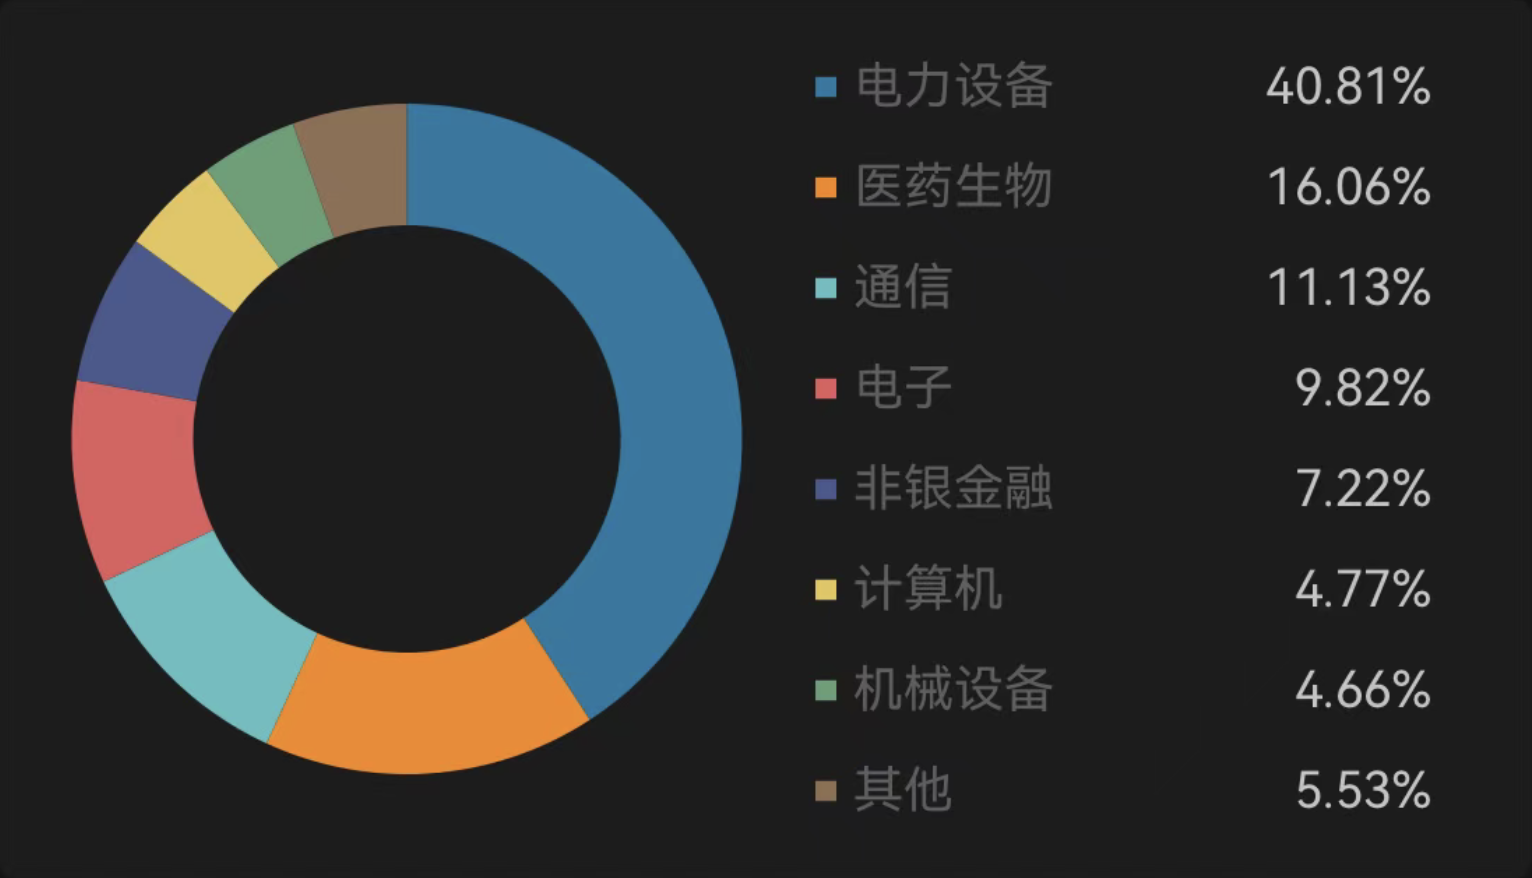 电力设备 40.81%
医药生物 16.06%
通信 11.13%
电子 9.82%
非银金融 7.22%
计算机 4.77%
机械设备 4.66%
其他 5.53%